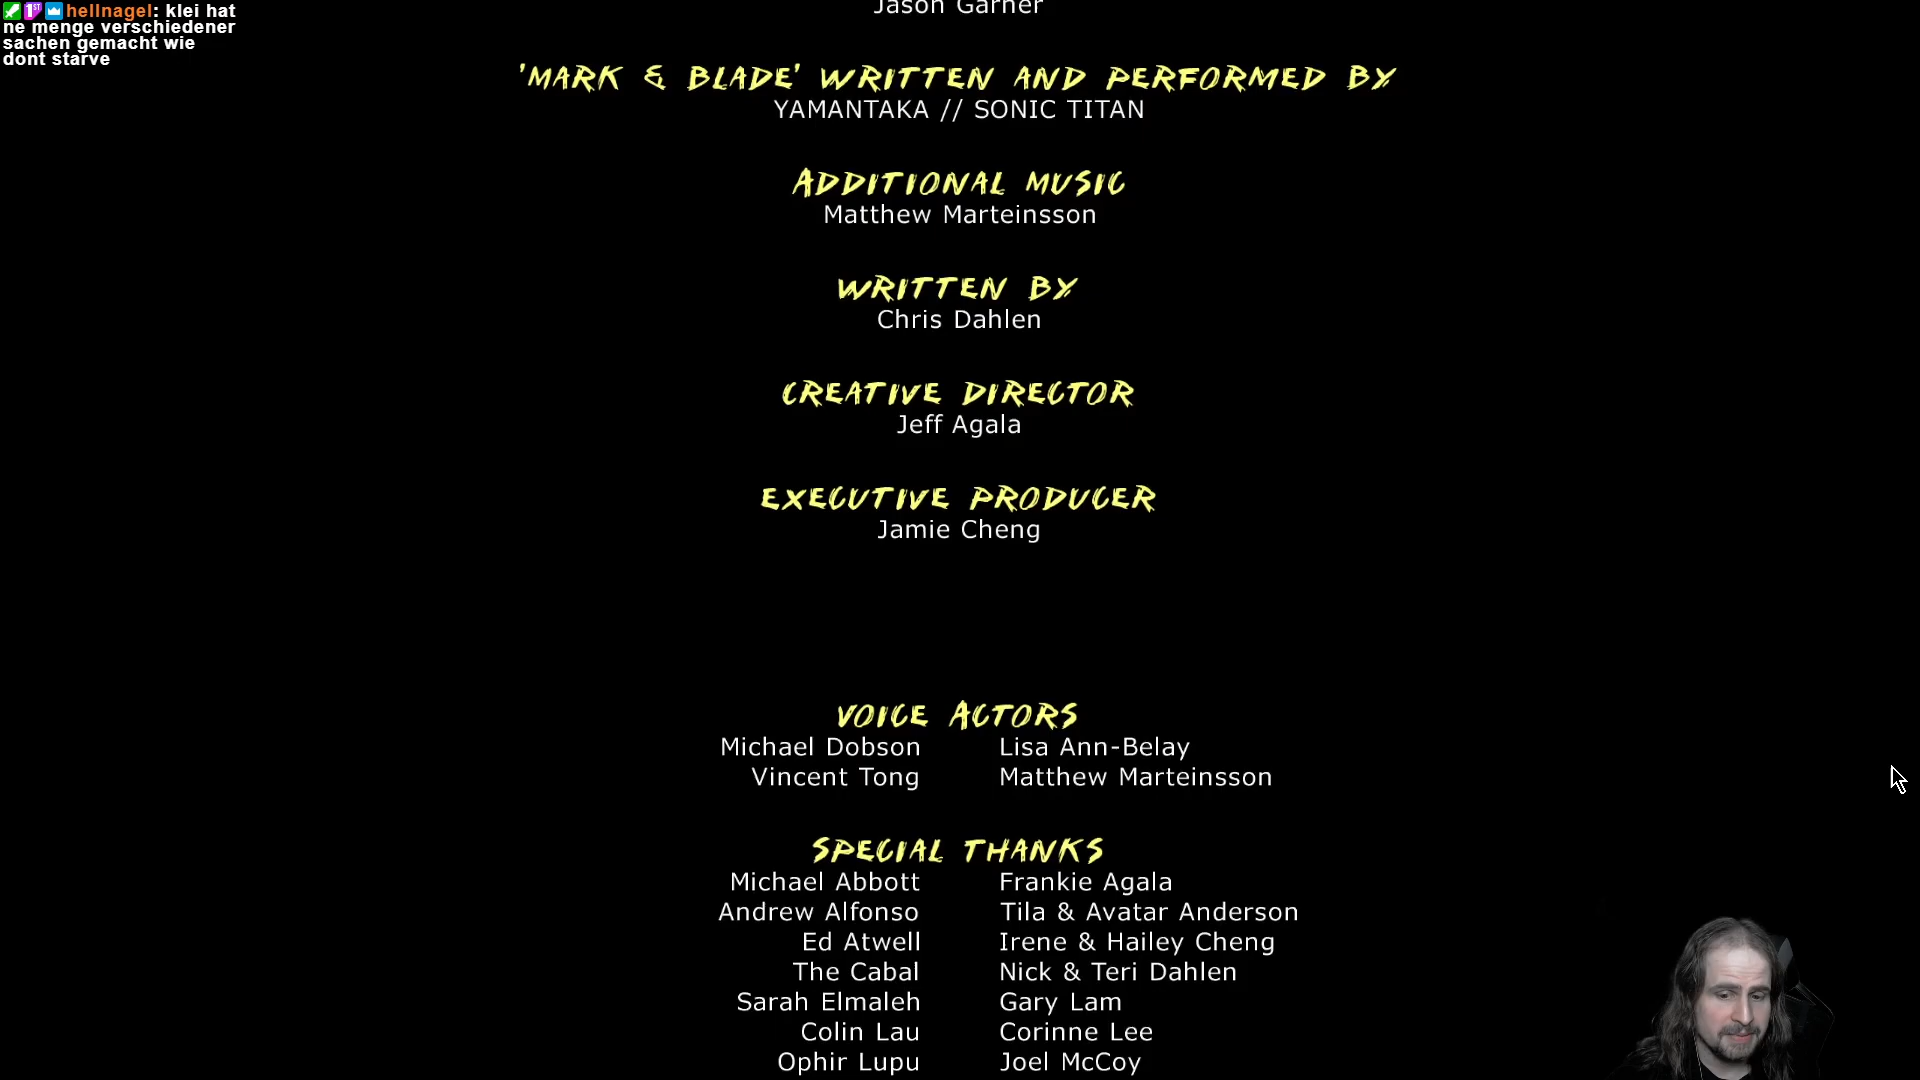 hellnagel: klei hat
ne menge verschiedener
sachen gemacht wie
dont starve
Jason Garner
'MARK & BLADE' WRITTEN AND PERFORMED BY
YAMANTAKA // SONIC TITAN
ADDITIONAL MUSIC
Matthew Marteinsson
WRITTEN BY
Chris Dahlen
CREATIVE DIRECTOR
Jeff Agala
EXECUTIVE PRODUCER
Jamie Cheng
VOICE ACTORS
Michael Dobson Lisa Ann-Belay
Vincent Tong Matthew Marteinsson
SPECIAL THANKS
Michael Abbott Frankie Agala
Andrew Alfonso Tila & Avatar Anderson
Ed Atwell Irene & Hailey Cheng
The Cabal Nick & Teri Dahlen
Sarah Elmaleh Gary Lam
Colin Lau Corinne Lee
Ophir Lupu Joel McCoy